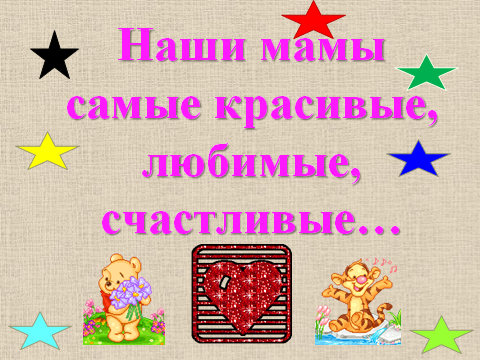 Наши мамы
самые красивые,
любимые,
счастливые...